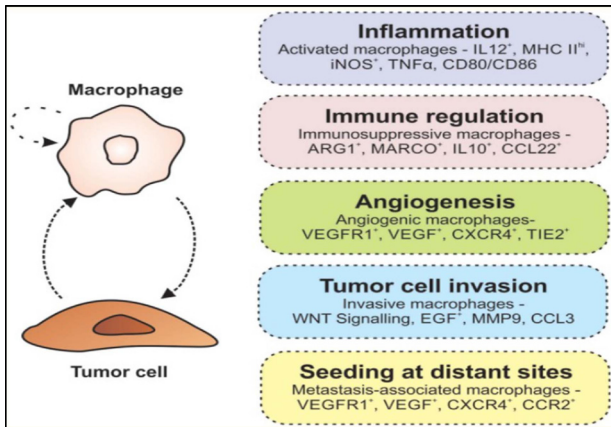 Macrophage
Tumor cell
Inflammation
Activated macrophages - IL12⁺, MHC IIʰⁱ,
iNOS⁺, TNFα, CD80/CD86
Immune regulation
Immunosuppressive macrophages -
ARG1⁺, MARCO⁺, IL10⁺, CCL22⁺
Angiogenesis
Angiogenic macrophages-
VEGFR1⁺, VEGF⁺, CXCR4⁺, TIE2⁺
Tumor cell invasion
Invasive macrophages -
WNT Signalling, EGF⁺, MMP9, CCL3
Seeding at distant sites
Metastasis-associated macrophages -
VEGFR1⁺, VEGF⁺, CXCR4⁺, CCR2⁺